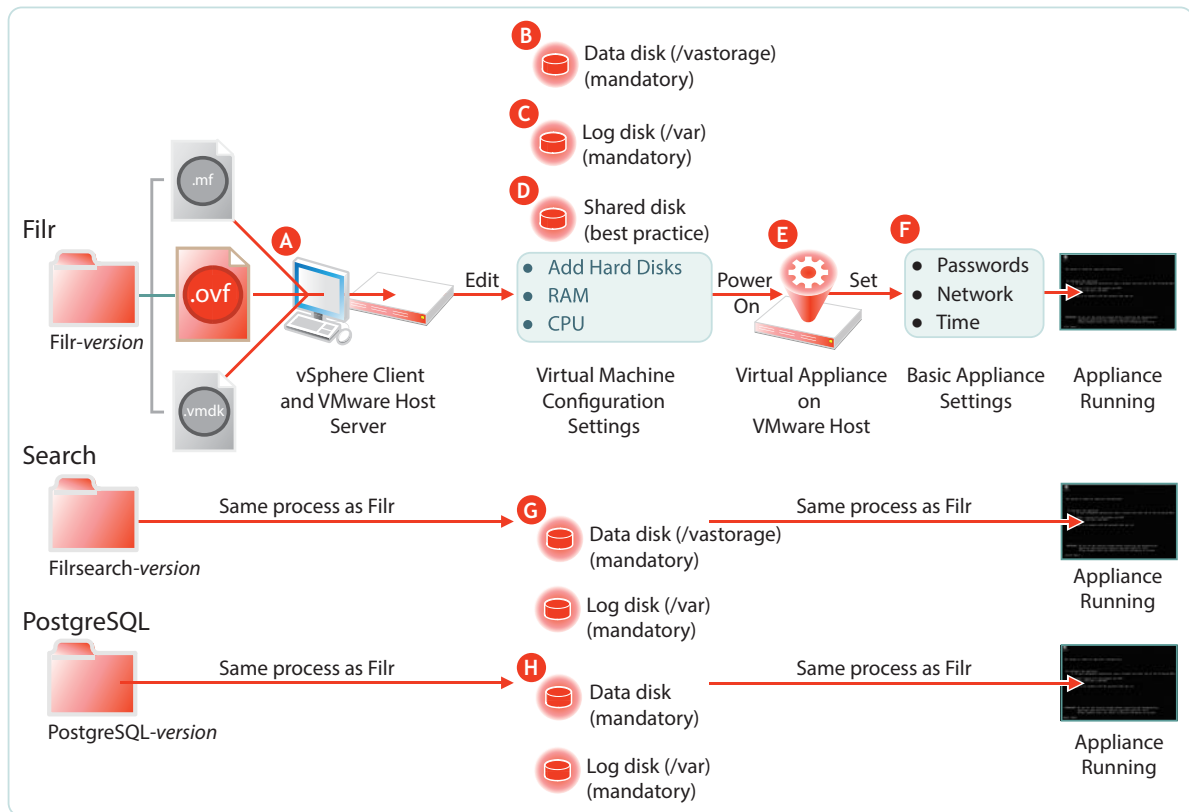 B
Data disk (/vastorage)
(mandatory)
C
Log disk (/var)
(mandatory)
D
Shared disk
(best practice)
Filr
.mf
.ovf
.vmdk
Filr-version
A
vSphere Client
and VMware Host
Server
Edit
• Add Hard Disks
• RAM
• CPU
Virtual Machine
Configuration
Settings
Power
On
E
Virtual Appliance
on
VMware Host
Set
F
• Passwords
• Network
• Time
Basic Appliance
Settings
Appliance
Running
Search
Filrsearch-version
Same process as Filr
G
Data disk (/vastorage)
(mandatory)
Log disk (/var)
(mandatory)
Same process as Filr
Appliance
Running
PostgreSQL
PostgreSQL-version
Same process as Filr
H
Data disk
(mandatory)
Log disk (/var)
(mandatory)
Same process as Filr
Appliance
Running